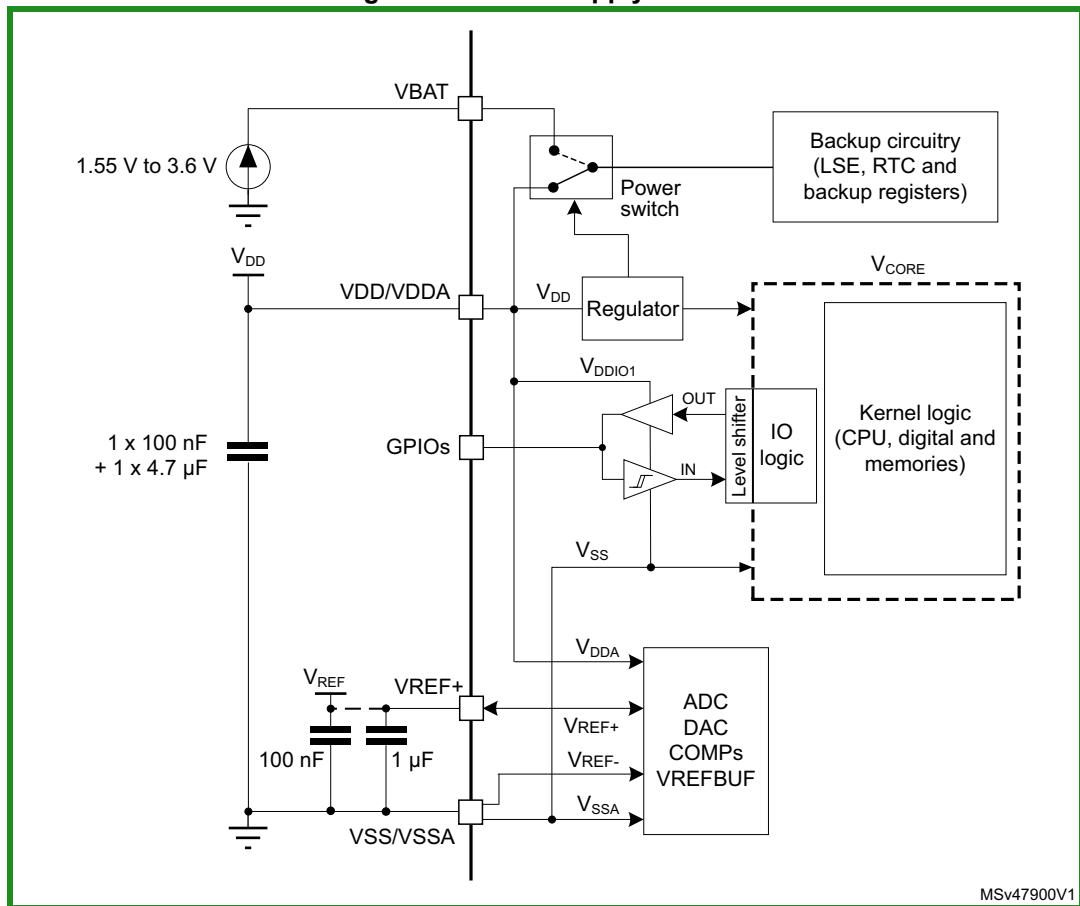 VBAT
1.55 V to 3.6 V
Power
switch
Backup circuitry
(LSE, RTC and
backup registers)
VDD
VDD/VDDA
VDD
Regulator
VCORE
VDDIO1
OUT
1 x 100 nF
+ 1 x 4.7 µF
GPIOs
IN
Level shifter
IO
logic
Kernel logic
(CPU, digital and
memories)
VSS
VDDA
VREF
VREF+
VREF+
100 nF
1 µF
VREF-
VSSA
ADC
DAC
COMPs
VREFBUF
VSS/VSSA
MSv47900V1